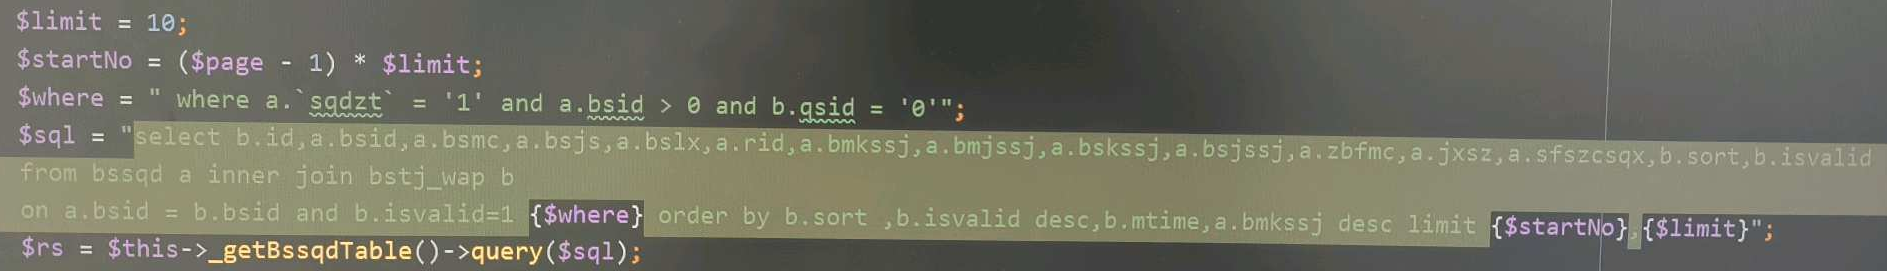 $limit = 10;
$startNo = ($page - 1) * $limit;
$where = " where a.`sqdzt` = '1' and a.bsid > 0 and b.qsid = '0'";
$sql = "select b.id,a.bsid,a.bsmc,a.bsjs,a.bslx,a.rid,a.bmkssj,a.bmjssj,a.bskssj,a.bsjssj,a.zbfmc,a.jxsz,a.sfszcsqx,b.sort,b.isvalid
from bssqd a inner join bstj_wap b
on a.bsid = b.bsid and b.isvalid=1 {$where} order by b.sort ,b.isvalid desc,b.mtime,a.bmkssj desc limit {$startNo},{$limit}";
$rs = $this->_getBssqdTable()->query($sql);